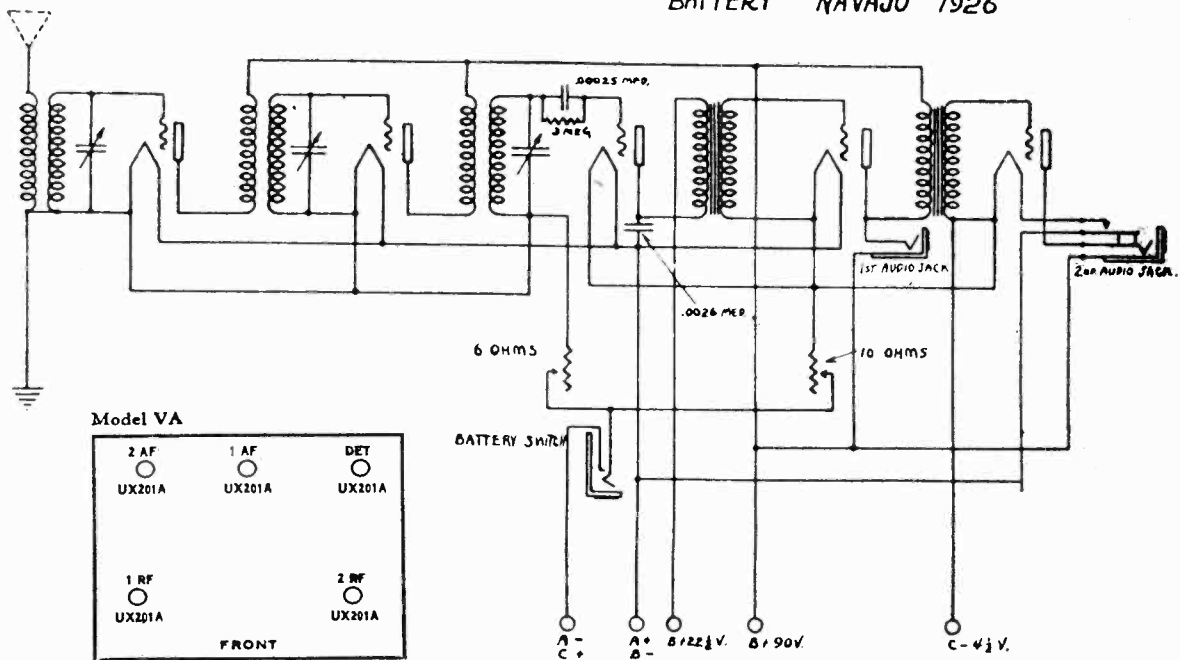 BATTERY NAVAJO 1926
.00025 MFD.
3 MEG
1ST AUDIO JACK
2ND AUDIO JACK.
.0026 MFD.
6 OHMS
10 OHMS
BATTERY SWITCH
Model VA
2 AF
UX201A
1 AF
UX201A
DET
UX201A
1 RF
UX201A
2 RF
UX201A
FRONT
A -
C +
A +
B -
B+22½V.
B+90V.
C-4½V.